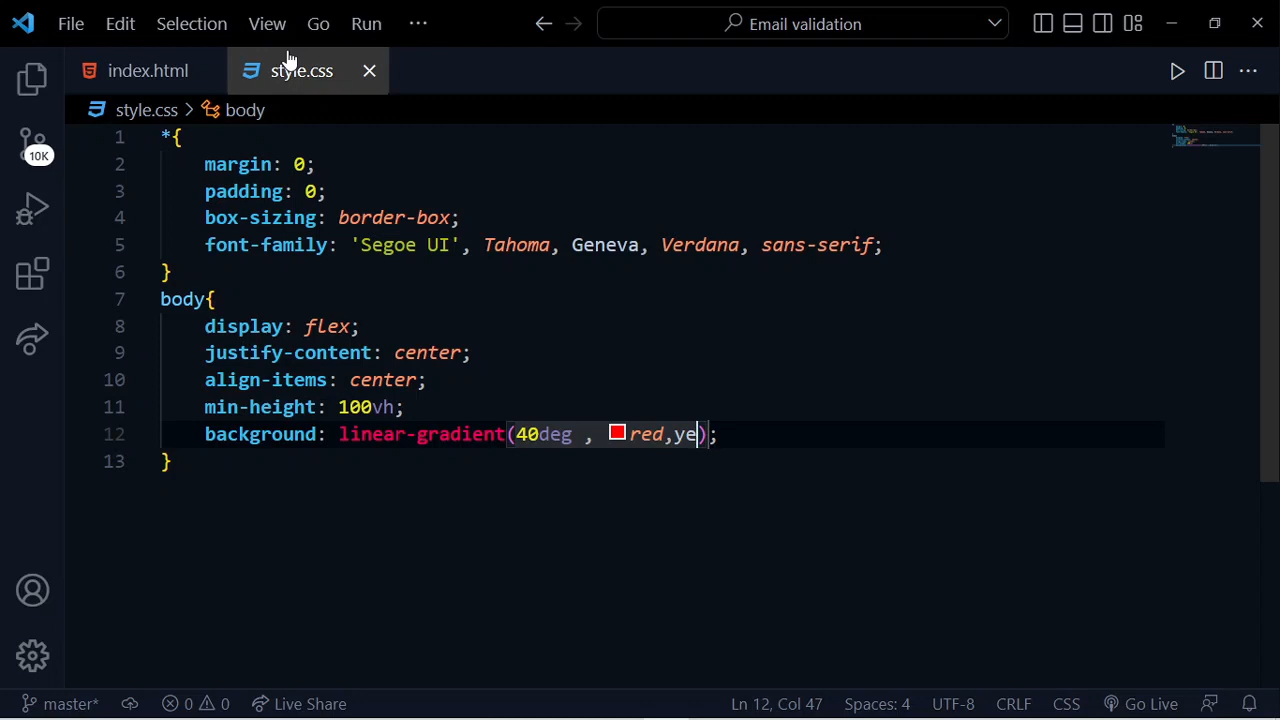 File Edit Selection View Go Run ··· Email validation
index.html style.css
style.css > body
10K
1 *{
2 margin: 0;
3 padding: 0;
4 box-sizing: border-box;
5 font-family: 'Segoe UI', Tahoma, Geneva, Verdana, sans-serif;
6 }
7 body{
8 display: flex;
9 justify-content: center;
10 align-items: center;
11 min-height: 100vh;
12 background: linear-gradient(40deg , red,ye);
13 }
master* 0 0 Live Share Ln 12, Col 47 Spaces: 4 UTF-8 CRLF CSS Go Live